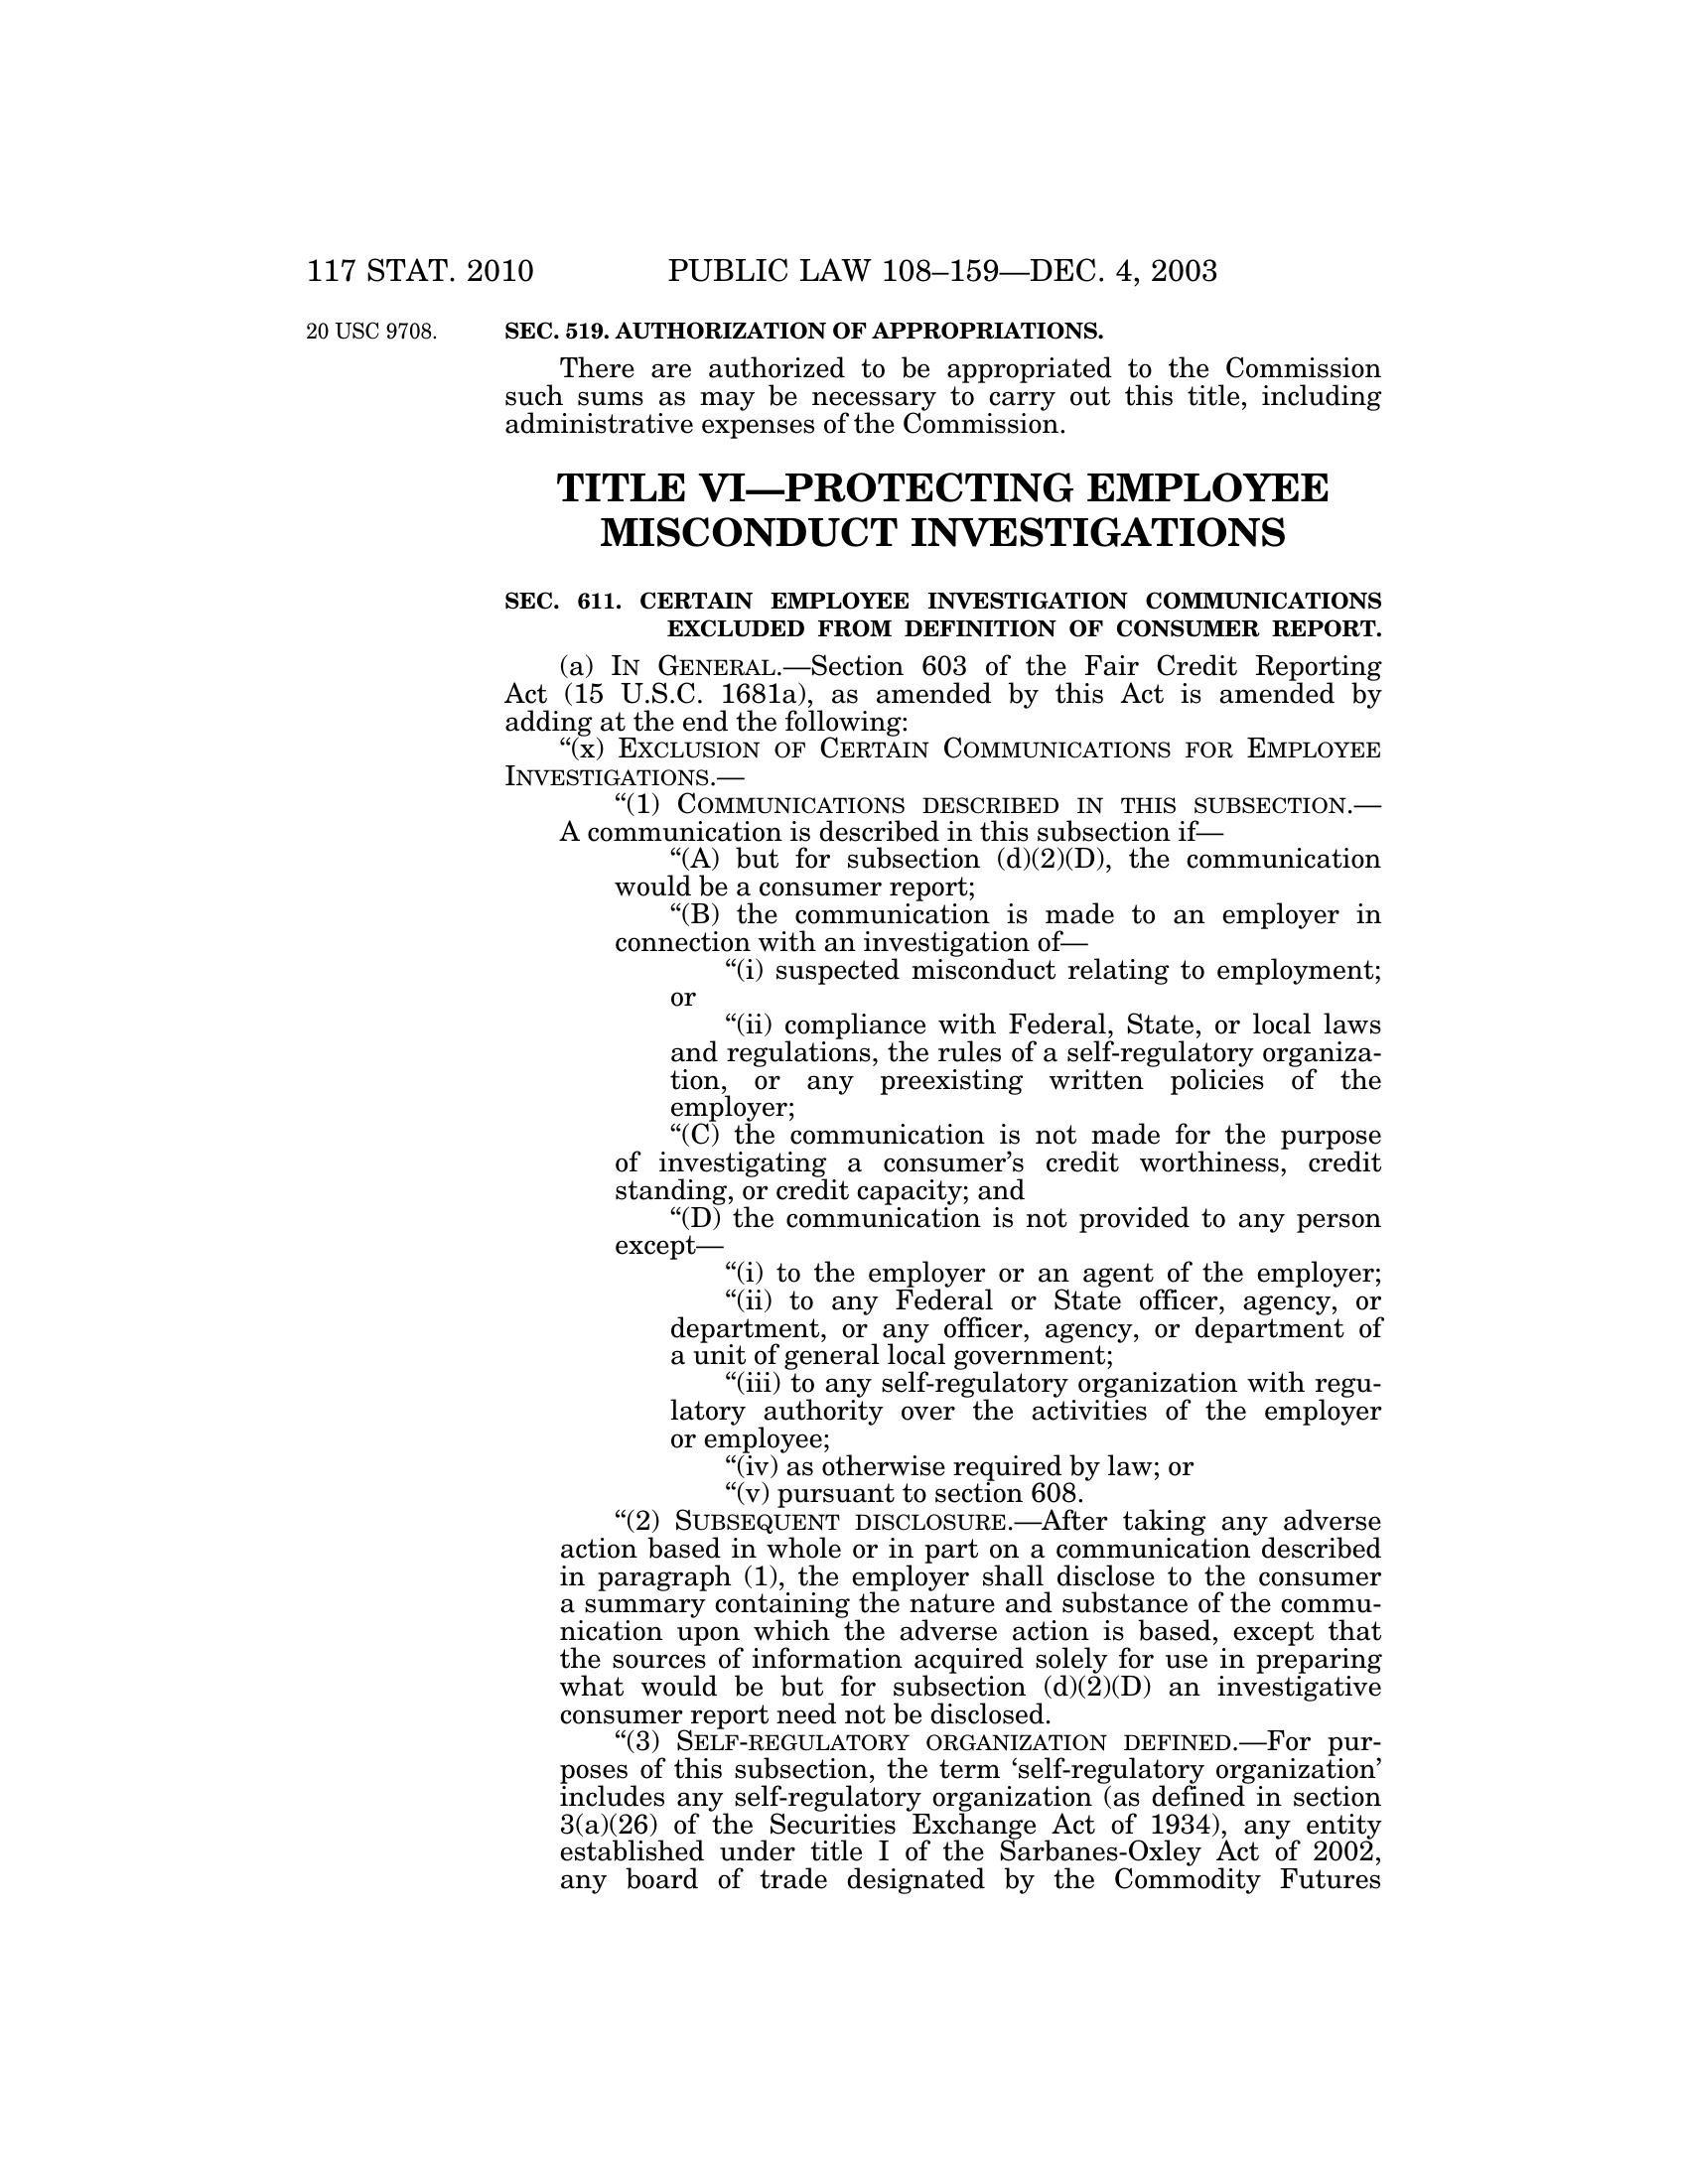 117 STAT. 2010 PUBLIC LAW 108–159—DEC. 4, 2003
20 USC 9708.
SEC. 519. AUTHORIZATION OF APPROPRIATIONS.
There are authorized to be appropriated to the Commission
such sums as may be necessary to carry out this title, including
administrative expenses of the Commission.
TITLE VI—PROTECTING EMPLOYEE
MISCONDUCT INVESTIGATIONS
SEC. 611. CERTAIN EMPLOYEE INVESTIGATION COMMUNICATIONS
EXCLUDED FROM DEFINITION OF CONSUMER REPORT.
(a) IN GENERAL.—Section 603 of the Fair Credit Reporting
Act (15 U.S.C. 1681a), as amended by this Act is amended by
adding at the end the following:
“(x) EXCLUSION OF CERTAIN COMMUNICATIONS FOR EMPLOYEE
INVESTIGATIONS.—
“(1) COMMUNICATIONS DESCRIBED IN THIS SUBSECTION.—
A communication is described in this subsection if—
“(A) but for subsection (d)(2)(D), the communication
would be a consumer report;
“(B) the communication is made to an employer in
connection with an investigation of—
“(i) suspected misconduct relating to employment;
or
“(ii) compliance with Federal, State, or local laws
and regulations, the rules of a self-regulatory organiza-
tion, or any preexisting written policies of the
employer;
“(C) the communication is not made for the purpose
of investigating a consumer’s credit worthiness, credit
standing, or credit capacity; and
“(D) the communication is not provided to any person
except—
“(i) to the employer or an agent of the employer;
“(ii) to any Federal or State officer, agency, or
department, or any officer, agency, or department of
a unit of general local government;
“(iii) to any self-regulatory organization with regu-
latory authority over the activities of the employer
or employee;
“(iv) as otherwise required by law; or
“(v) pursuant to section 608.
“(2) SUBSEQUENT DISCLOSURE.—After taking any adverse
action based in whole or in part on a communication described
in paragraph (1), the employer shall disclose to the consumer
a summary containing the nature and substance of the commu-
nication upon which the adverse action is based, except that
the sources of information acquired solely for use in preparing
what would be but for subsection (d)(2)(D) an investigative
consumer report need not be disclosed.
“(3) SELF-REGULATORY ORGANIZATION DEFINED.—For pur-
poses of this subsection, the term ‘self-regulatory organization’
includes any self-regulatory organization (as defined in section
3(a)(26) of the Securities Exchange Act of 1934), any entity
established under title I of the Sarbanes-Oxley Act of 2002,
any board of trade designated by the Commodity Futures